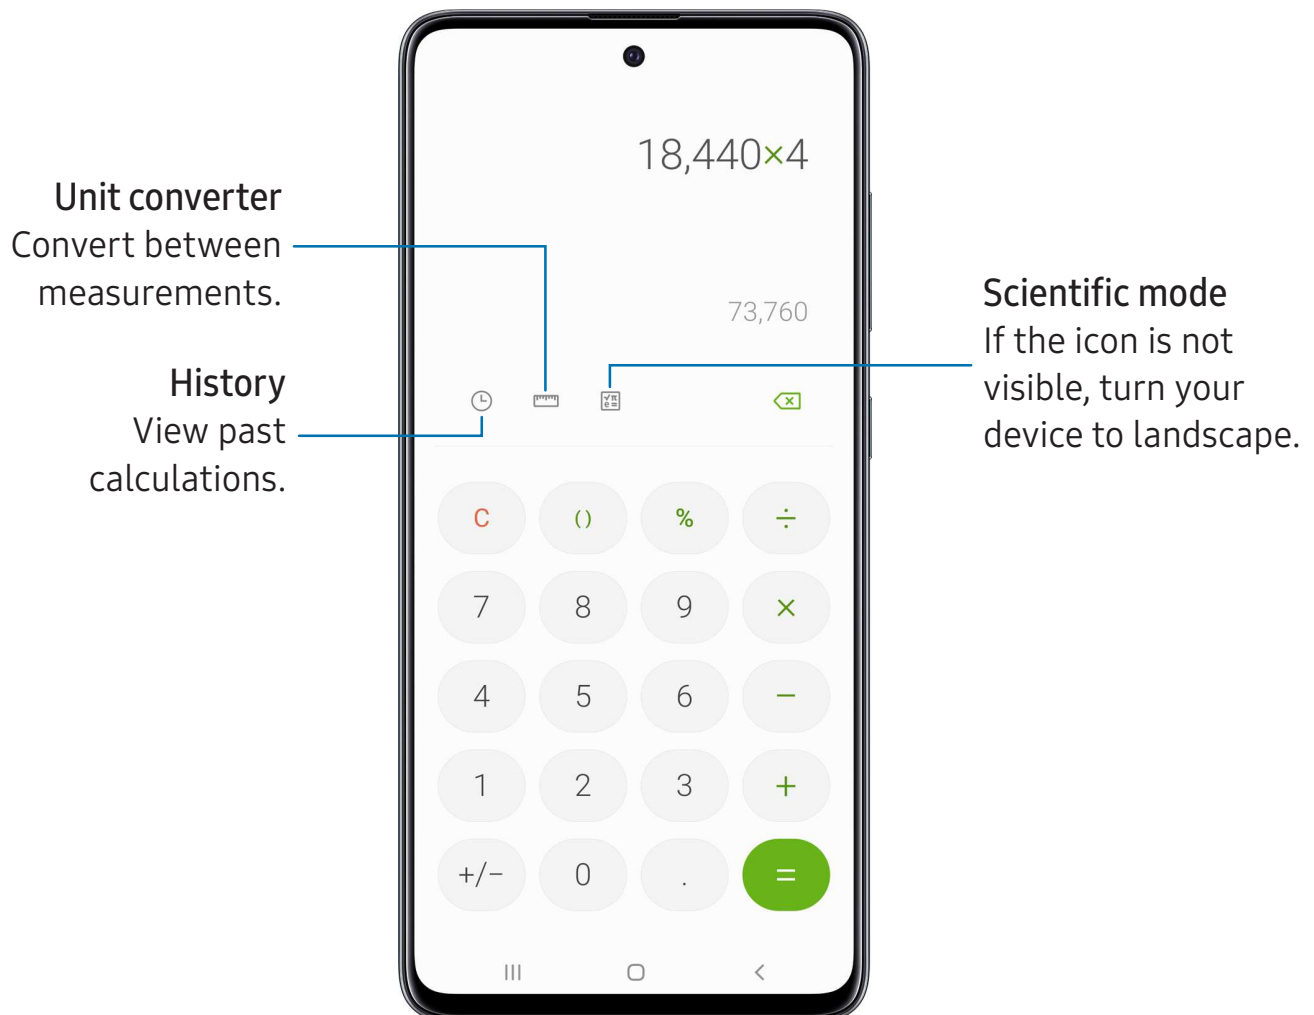 18,440×4
Unit converter
Convert between
measurements.
73,760
Scientific mode
If the icon is not
visible, turn your
device to landscape.
History
View past
calculations.
√π
e=
C () % ÷
7 8 9 ×
4 5 6 −
1 2 3 +
+/− 0 . =